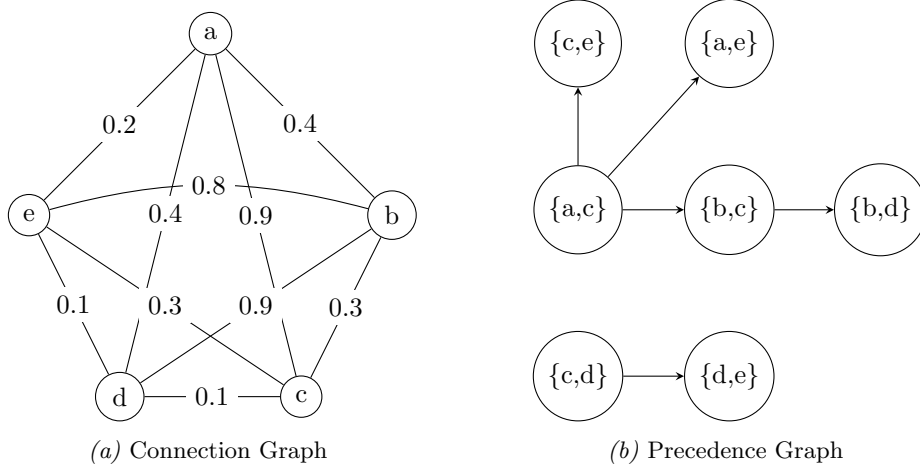 a
0.2
0.4
e
0.8
b
0.4
0.9
0.1
0.3
0.9
0.3
d
0.1
c
(a) Connection Graph
{c,e}
{a,e}
{a,c}
{b,c}
{b,d}
{c,d}
{d,e}
(b) Precedence Graph